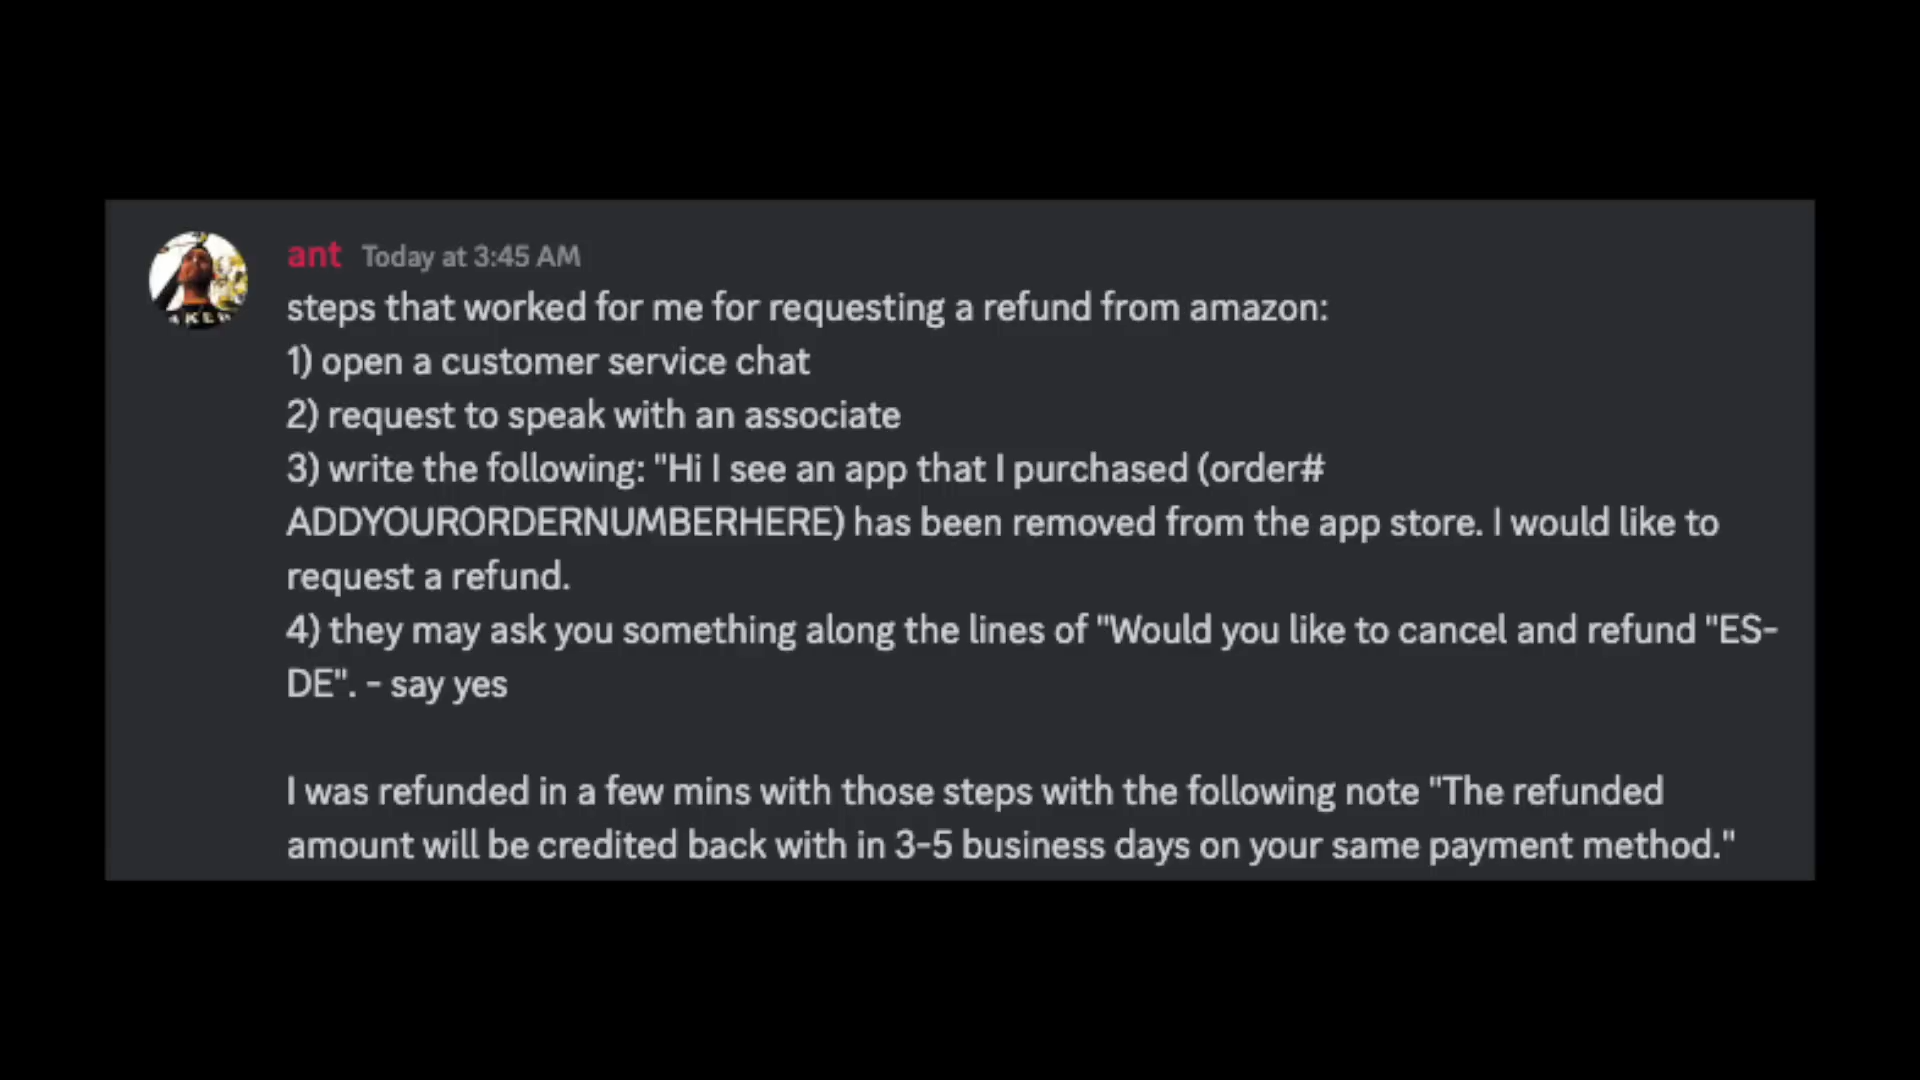 ant Today at 3:45 AM
steps that worked for me for requesting a refund from amazon:
1) open a customer service chat
2) request to speak with an associate
3) write the following: "Hi I see an app that I purchased (order#
ADDYOURORDERNUMBERHERE) has been removed from the app store. I would like to
request a refund.
4) they may ask you something along the lines of "Would you like to cancel and refund "ES-
DE". - say yes
I was refunded in a few mins with those steps with the following note "The refunded
amount will be credited back with in 3-5 business days on your same payment method."